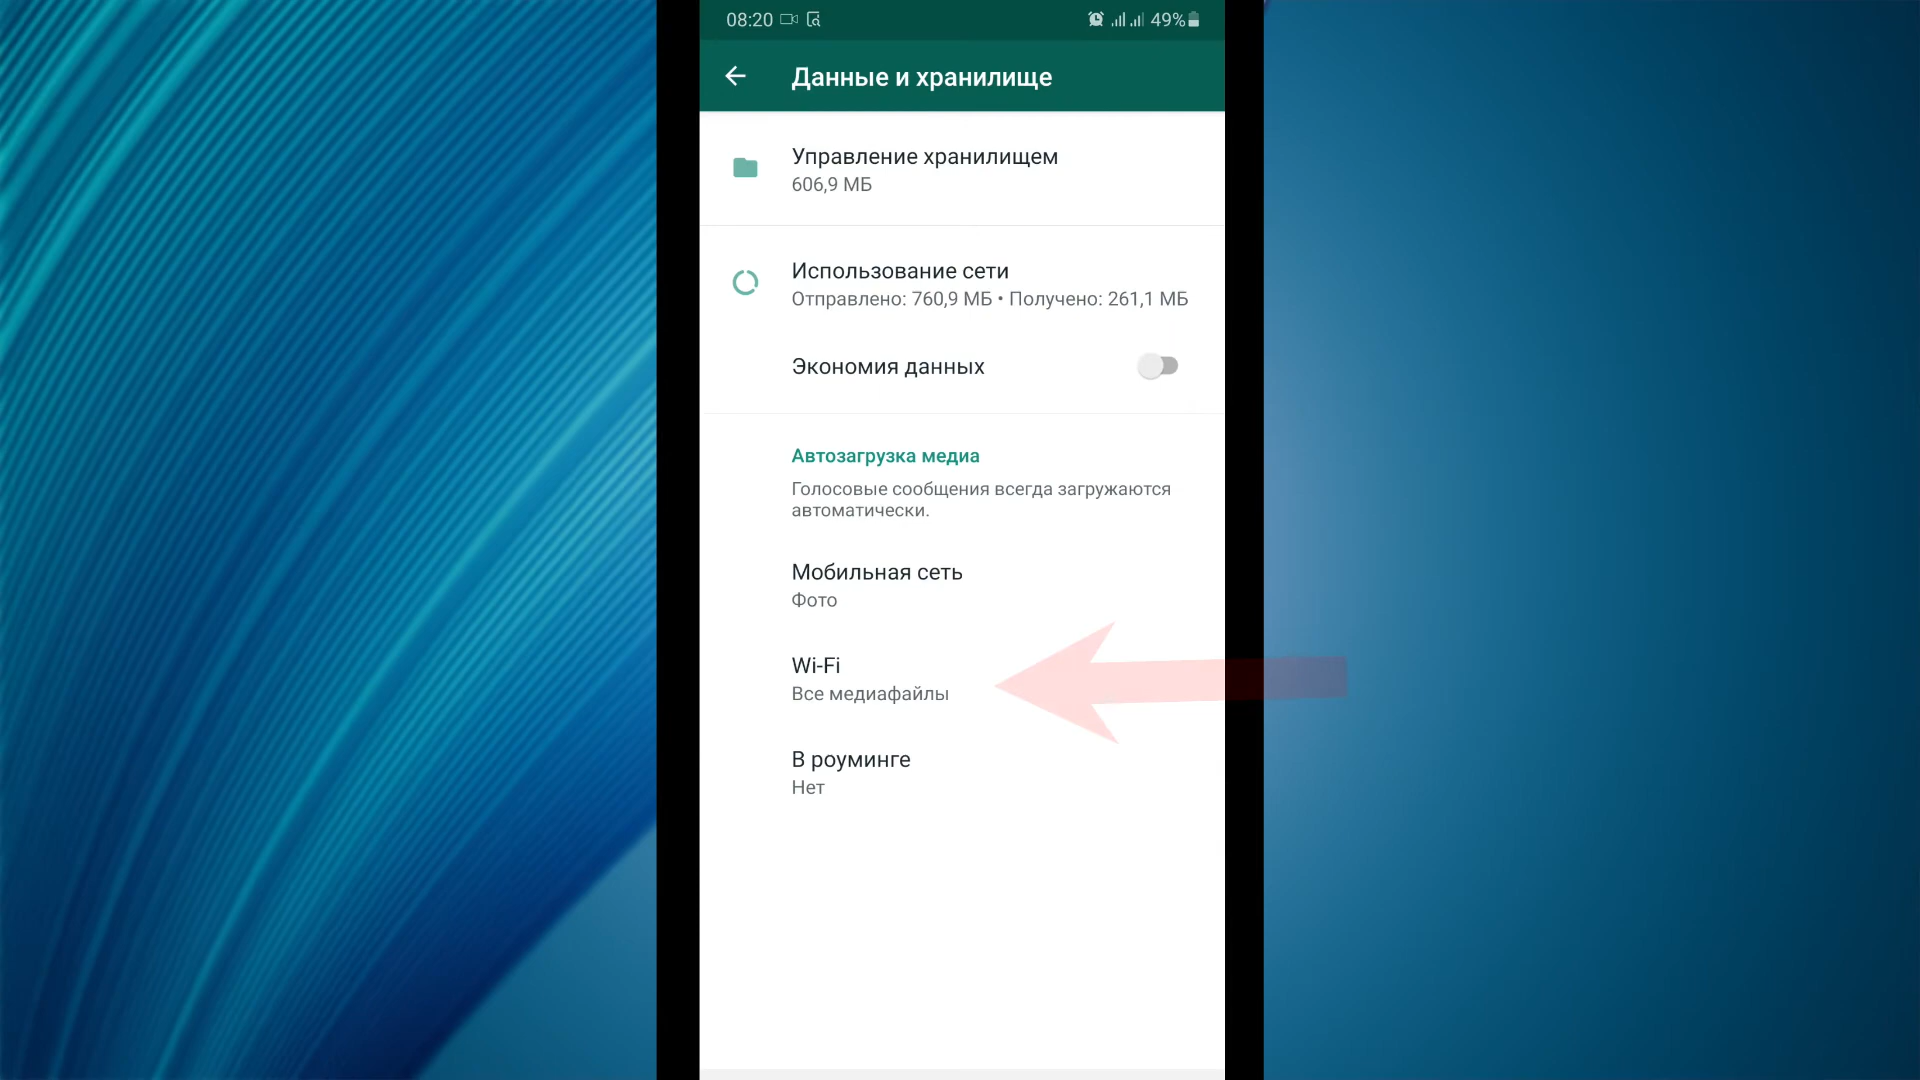 08:20 49%
Данные и хранилище
Управление хранилищем
606,9 МБ
Использование сети
Отправлено: 760,9 МБ • Получено: 261,1 МБ
Экономия данных
Автозагрузка медиа
Голосовые сообщения всегда загружаются
автоматически.
Мобильная сеть
Фото
Wi-Fi
Все медиафайлы
В роуминге
Нет